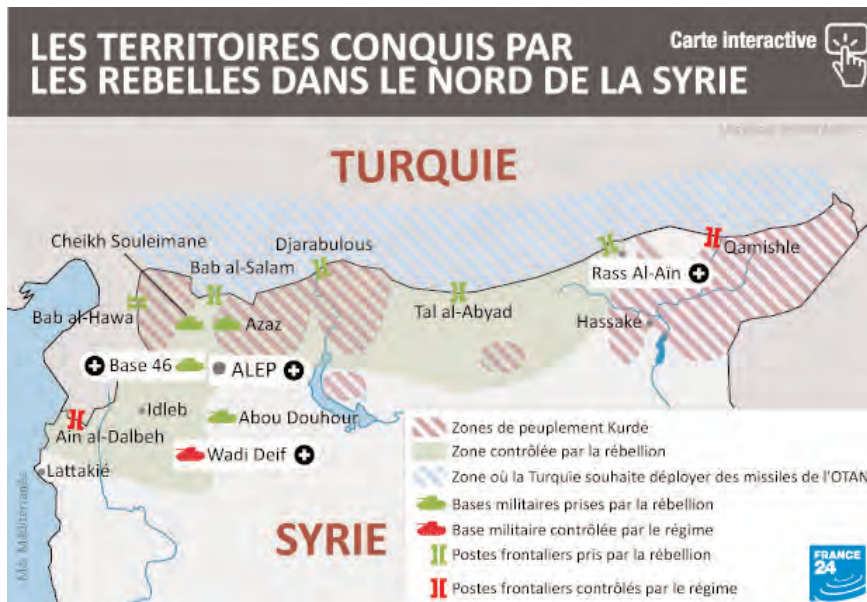 LES TERRITOIRES CONQUIS PAR
LES REBELLES DANS LE NORD DE LA SYRIE
Carte interactive
TURQUIE
Cheikh Souleimane
Djarabulous
Bab al-Salam
Qamishle
Rass Al-Aïn
Bab al-Hawa
Azaz
Tal al-Abyad
Hassaké
Base 46
ALEP
Idleb
Abou Douhour
Ain al-Dalbeh
Wadi Deif
Lattakié
Mer Méditerranée
SYRIE
Zones de peuplement Kurde
Zone contrôlée par la rébellion
Zone où la Turquie souhaite déployer des missiles de l'OTAN
Bases militaires prises par la rébellion
Base militaire contrôlée par le régime
Postes frontaliers pris par la rébellion
Postes frontaliers contrôlés par le régime
FRANCE
24